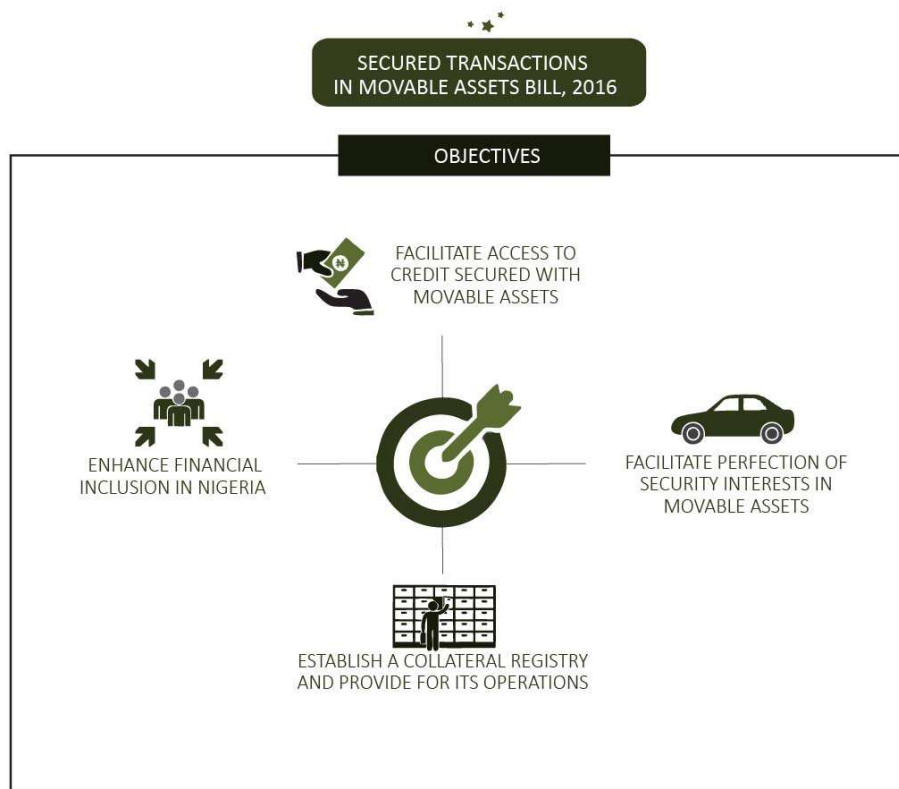 SECURED TRANSACTIONS
IN MOVABLE ASSETS BILL, 2016
OBJECTIVES
FACILITATE ACCESS TO
CREDIT SECURED WITH
MOVABLE ASSETS
₦
ENHANCE FINANCIAL
INCLUSION IN NIGERIA
FACILITATE PERFECTION OF
SECURITY INTERESTS IN
MOVABLE ASSETS
ESTABLISH A COLLATERAL REGISTRY
AND PROVIDE FOR ITS OPERATIONS